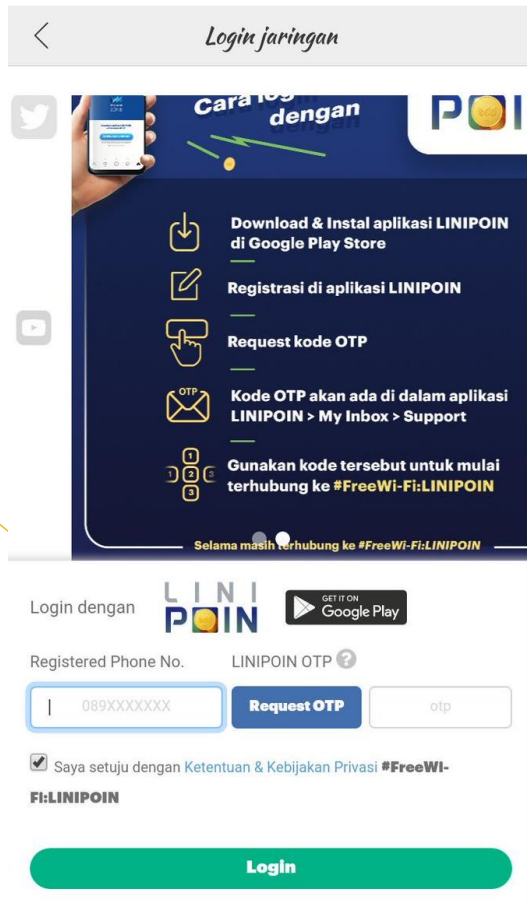 Login jaringan
Cara login
dengan
POI
Download & Instal aplikasi LINIPOIN
di Google Play Store
Registrasi di aplikasi LINIPOIN
Request kode OTP
OTP
Kode OTP akan ada di dalam aplikasi
LINIPOIN > My Inbox > Support
1
1 2 3
3
Gunakan kode tersebut untuk mulai
terhubung ke #FreeWi-Fi:LINIPOIN
Selama masih terhubung ke #FreeWi-Fi:LINIPOIN
Login dengan
LINI
POIN
GET IT ON
Google Play
Registered Phone No.
LINIPOIN OTP ?
089XXXXXXX
Request OTP
otp
Saya setuju dengan Ketentuan & Kebijakan Privasi #FreeWI-
FI:LINIPOIN
Login